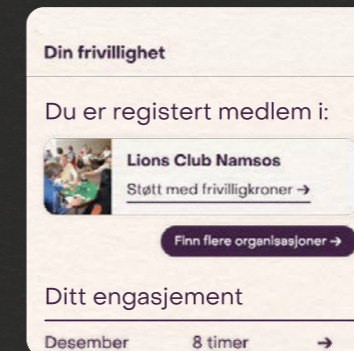 Din frivillighet
Du er registert medlem i:
Lions Club Namsos
Støtt med frivilligkroner →
Finn flere organisasjoner →
Ditt engasjement
Desember 8 timer →